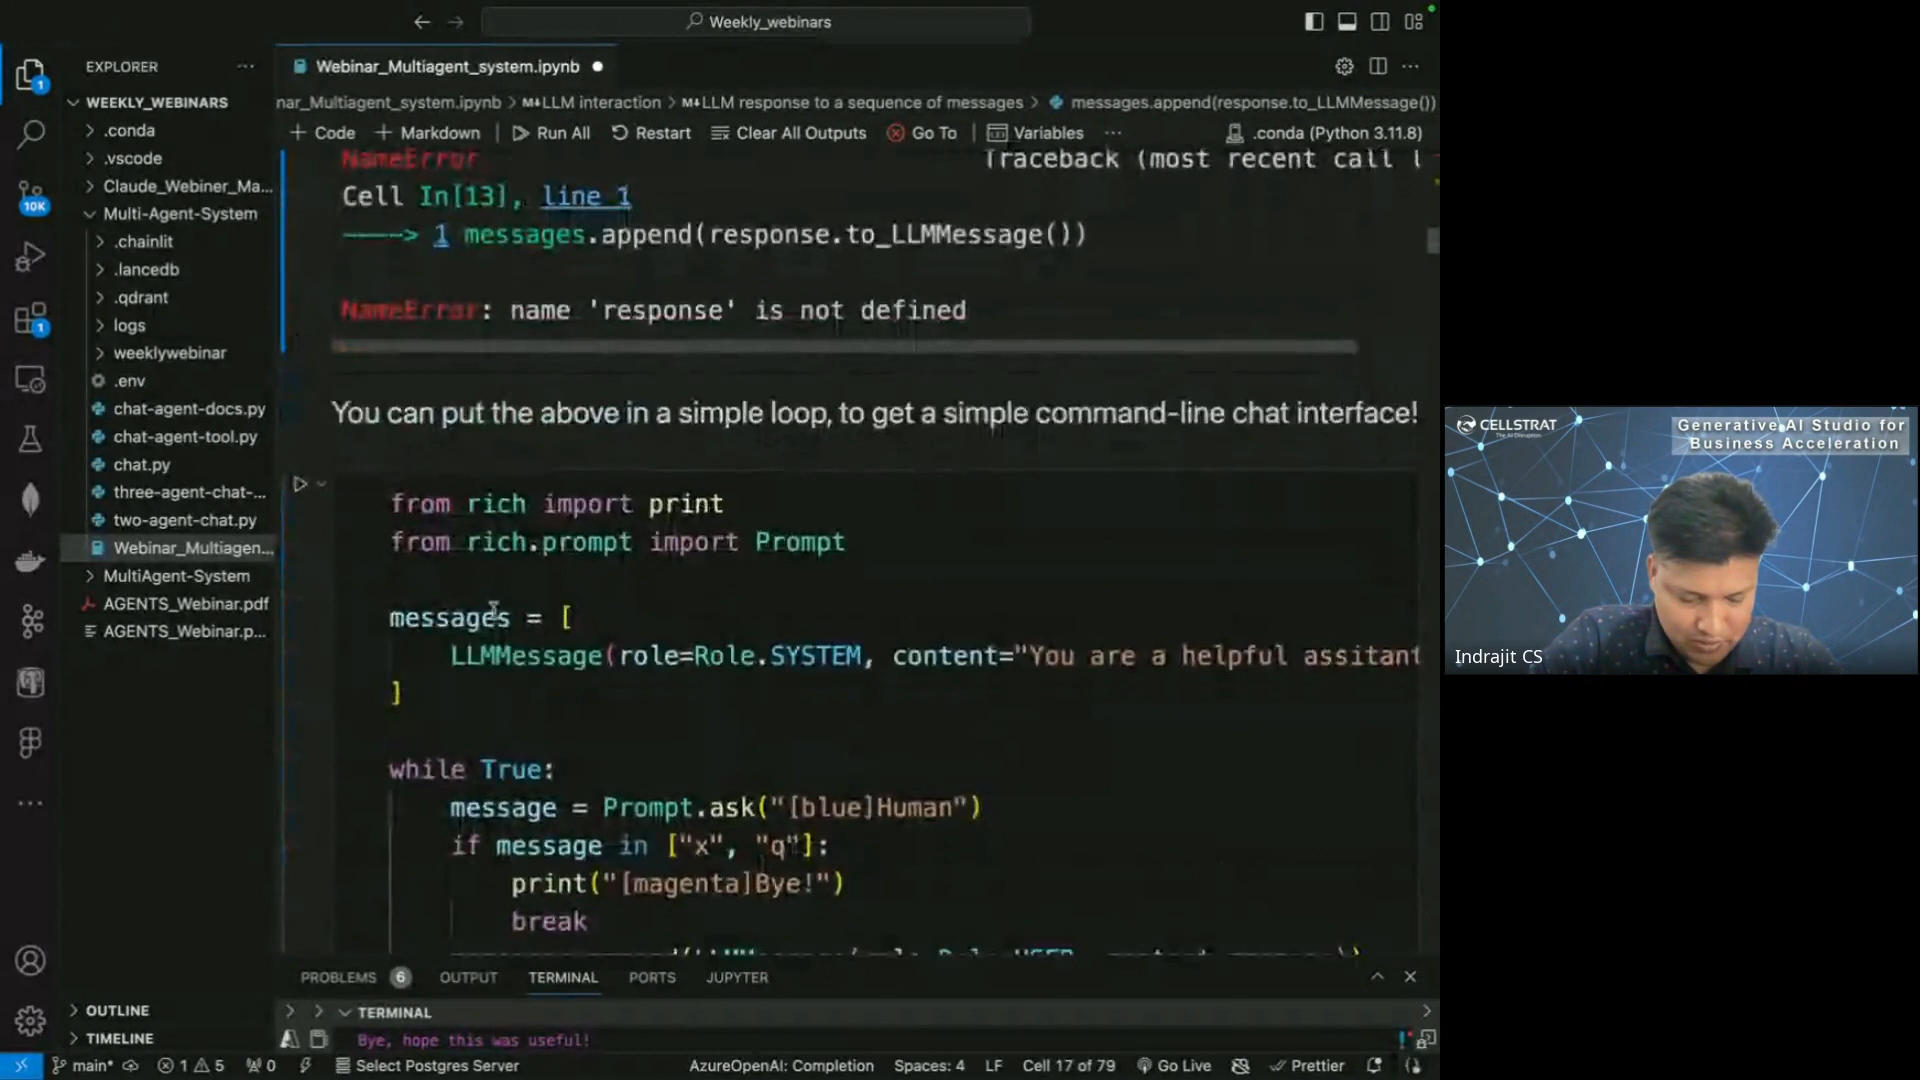 Weekly_webinars
EXPLORER
Webinar_Multiagent_system.ipynb
WEEKLY_WEBINARS
nar_Multiagent_system.ipynb > M↓LLM interaction > M↓LLM response to a sequence of messages > messages.append(response.to_LLMMessage())
+ Code + Markdown Run All Restart Clear All Outputs Go To Variables ... .conda (Python 3.11.8)
.conda
.vscode
Claude_Webiner_Ma...
Multi-Agent-System
.chainlit
.lancedb
.qdrant
logs
weeklywebinar
.env
chat-agent-docs.py
chat-agent-tool.py
chat.py
three-agent-chat-...
two-agent-chat.py
Webinar_Multiagen...
MultiAgent-System
AGENTS_Webinar.pdf
AGENTS_Webinar.p...
OUTLINE
TIMELINE
1
10K
1
NameError Traceback (most recent call l
Cell In[13], line 1
----> 1 messages.append(response.to_LLMMessage())
NameError: name 'response' is not defined
You can put the above in a simple loop, to get a simple command-line chat interface!
from rich import print
from rich.prompt import Prompt
messages = [
LLMMessage(role=Role.SYSTEM, content="You are a helpful assitant
]
while True:
message = Prompt.ask("[blue]Human")
if message in ["x", "q"]:
print("[magenta]Bye!")
break
PROBLEMS 6 OUTPUT TERMINAL PORTS JUPYTER
TERMINAL
Bye, hope this was useful!
main* 1 5 0 Select Postgres Server AzureOpenAI: Completion Spaces: 4 LF Cell 17 of 79 Go Live Prettier
CELLSTRAT
Generative AI Studio for
Business Acceleration
Indrajit CS